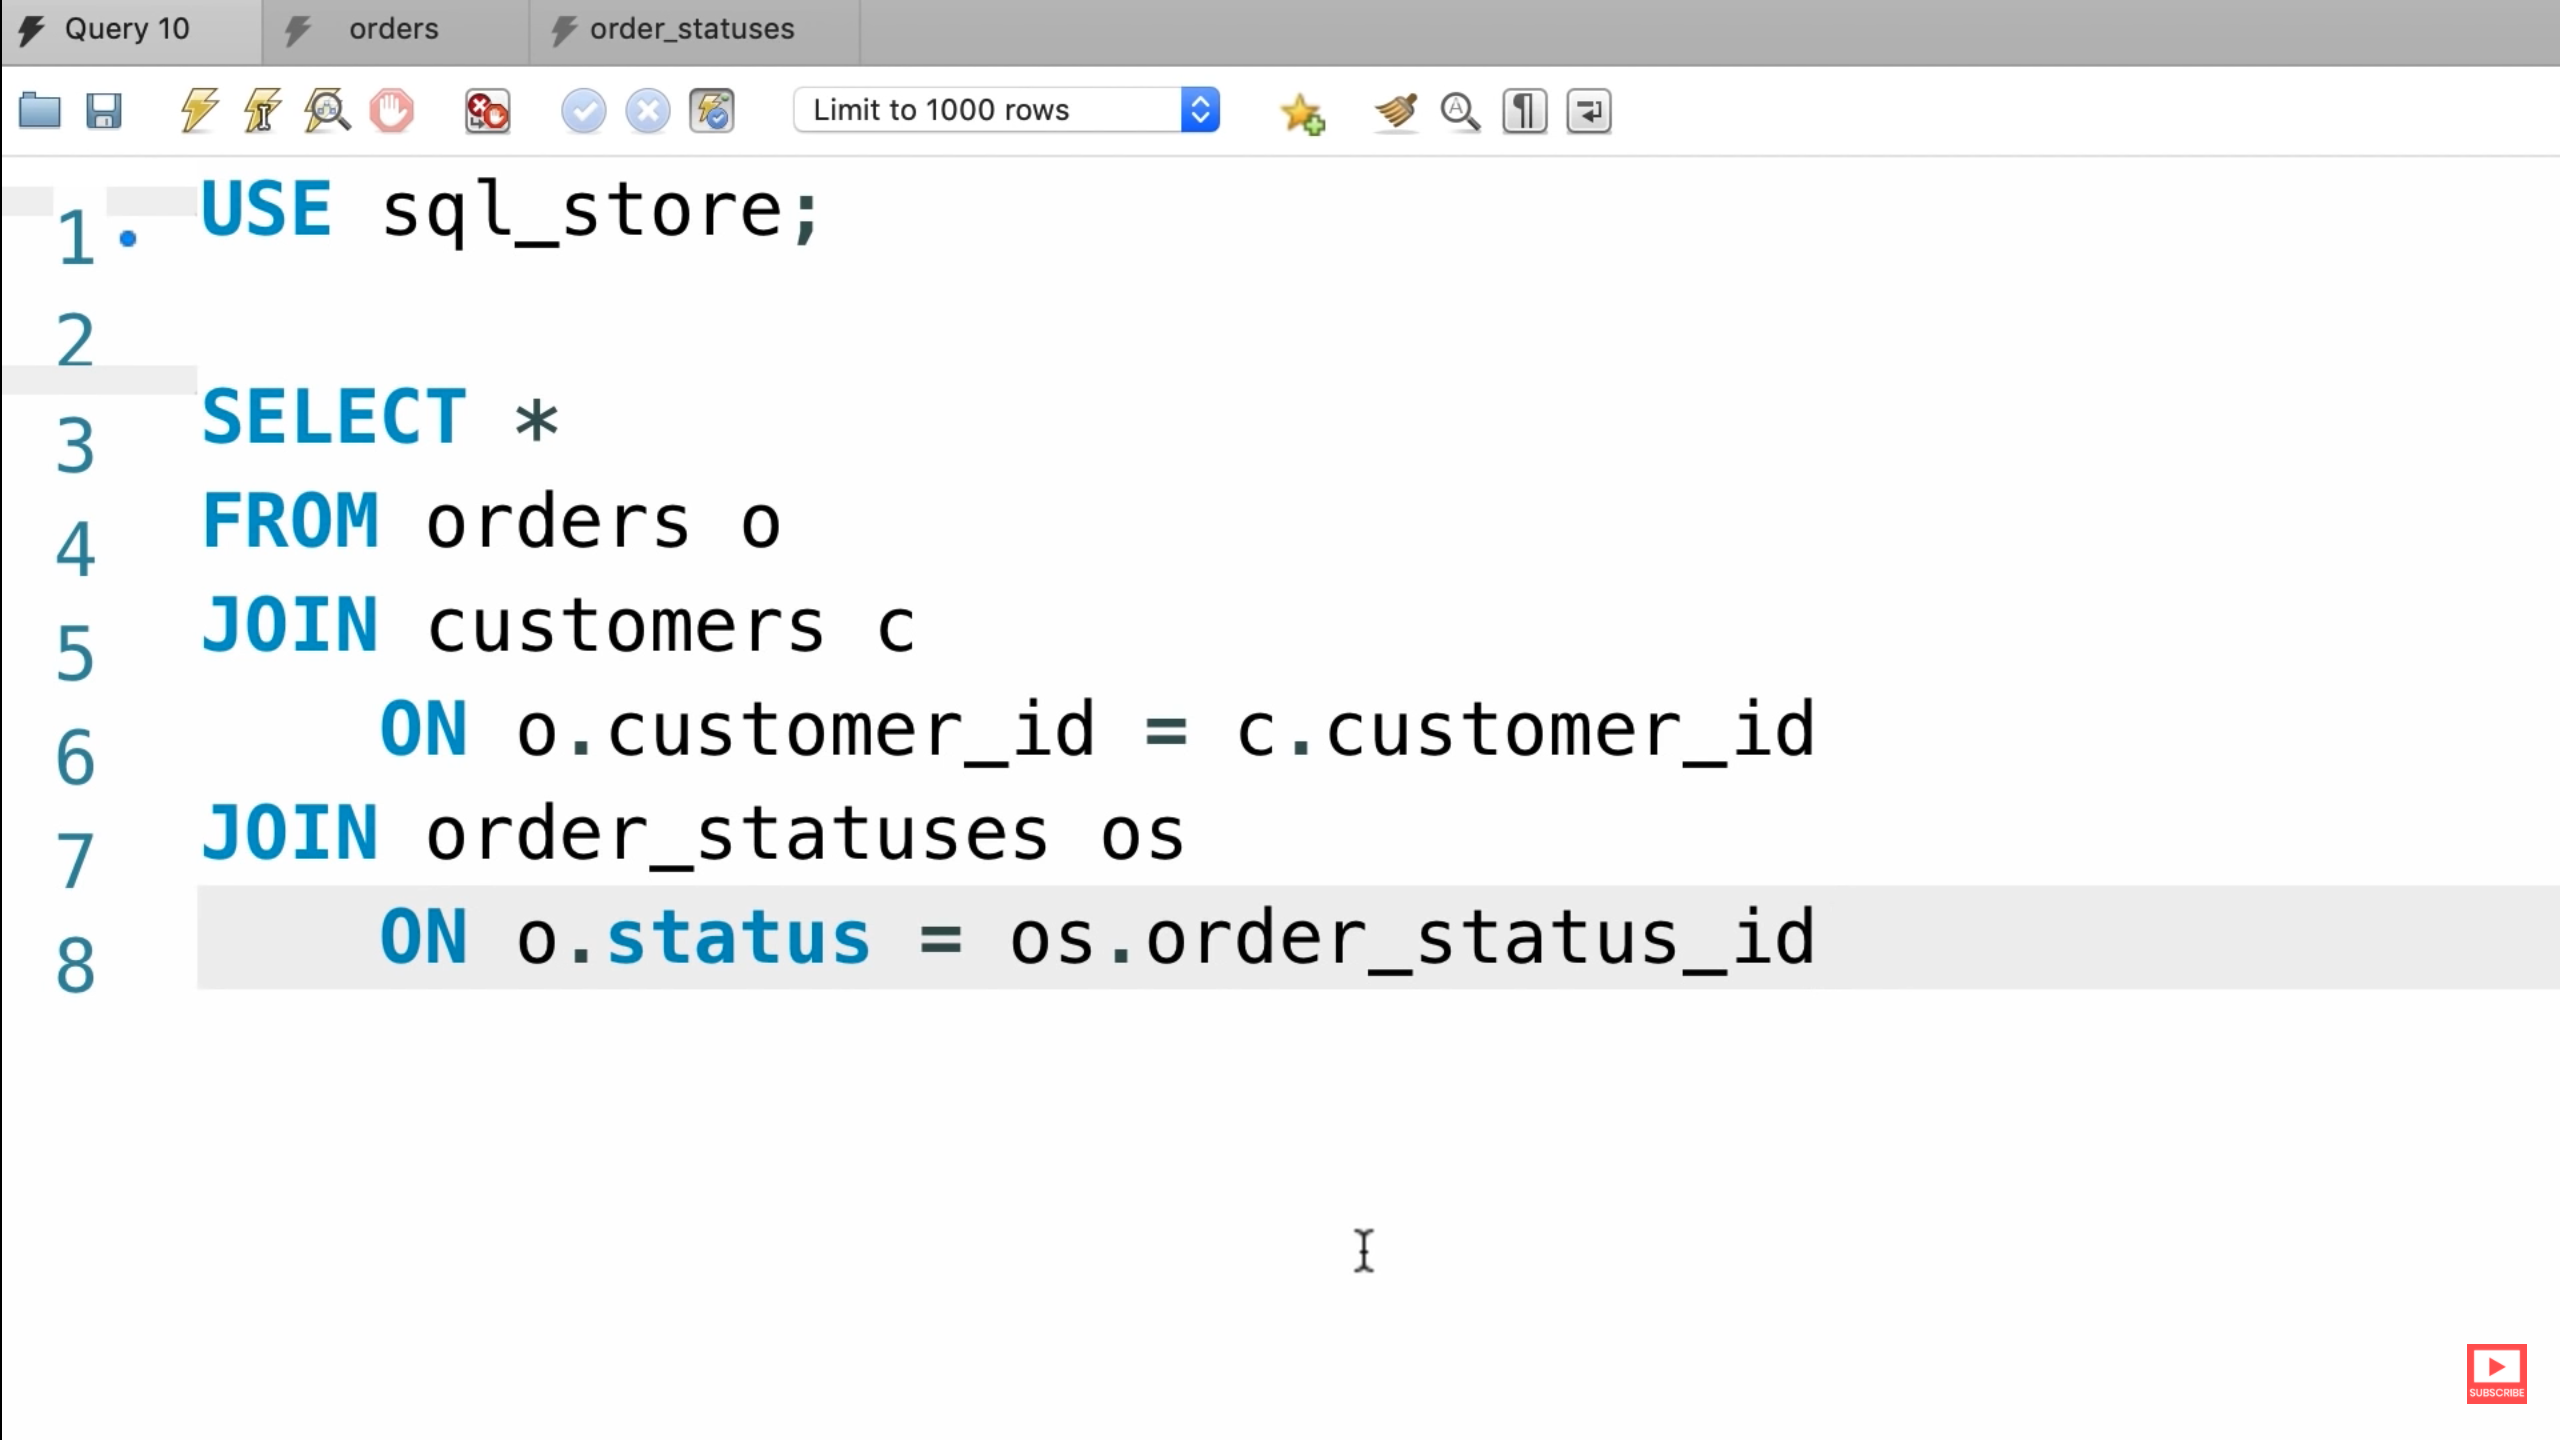 Query 10 orders order_statuses
Limit to 1000 rows
1 USE sql_store;
2
3 SELECT *
4 FROM orders o
5 JOIN customers c
6 ON o.customer_id = c.customer_id
7 JOIN order_statuses os
8 ON o.status = os.order_status_id
SUBSCRIBE